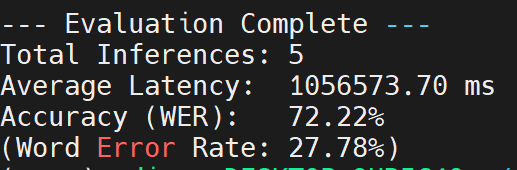 --- Evaluation Complete ---
Total Inferences: 5
Average Latency:  1056573.70 ms
Accuracy (WER):   72.22%
(Word Error Rate: 27.78%)